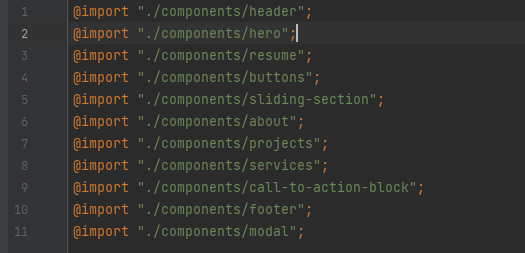 1 @import "./components/header";
2 @import "./components/hero";
3 @import "./components/resume";
4 @import "./components/buttons";
5 @import "./components/sliding-section";
6 @import "./components/about";
7 @import "./components/projects";
8 @import "./components/services";
9 @import "./components/call-to-action-block";
10 @import "./components/footer";
11 @import "./components/modal";